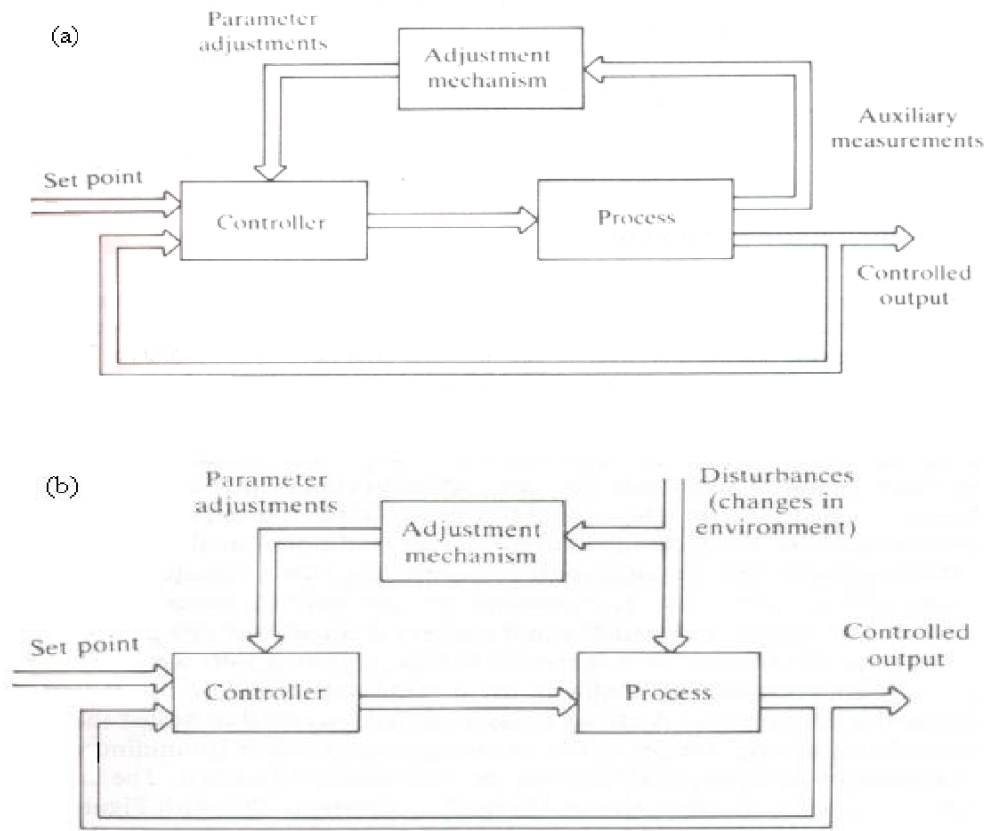 (a)
Parameter
adjustments
Adjustment
mechanism
Auxiliary
measurements
Set point
Controller
Process
Controlled
output
(b)
Parameter
adjustments
Adjustment
mechanism
Disturbances
(changes in
environment)
Set point
Controller
Process
Controlled
output